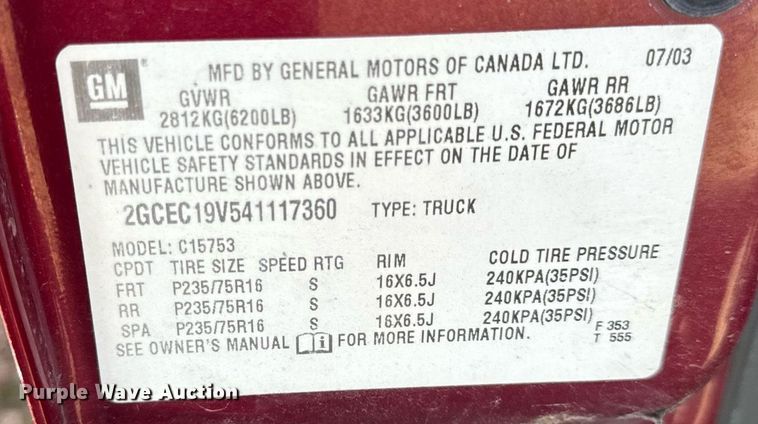 GM ® MFD BY GENERAL MOTORS OF CANADA LTD. 07/03
GVWR GAWR FRT GAWR RR
2812KG(6200LB) 1633KG(3600LB) 1672KG(3686LB)
THIS VEHICLE CONFORMS TO ALL APPLICABLE U.S. FEDERAL MOTOR
VEHICLE SAFETY STANDARDS IN EFFECT ON THE DATE OF
MANUFACTURE SHOWN ABOVE.
2GCEC19V541117360 TYPE: TRUCK
MODEL: C15753
CPDT TIRE SIZE SPEED RTG RIM COLD TIRE PRESSURE
FRT P235/75R16 S 16X6.5J 240KPA(35PSI)
RR P235/75R16 S 16X6.5J 240KPA(35PSI)
SPA P235/75R16 S 16X6.5J 240KPA(35PSI)
SEE OWNER'S MANUAL i FOR MORE INFORMATION. F 353
T 555
Purple Wave Auction